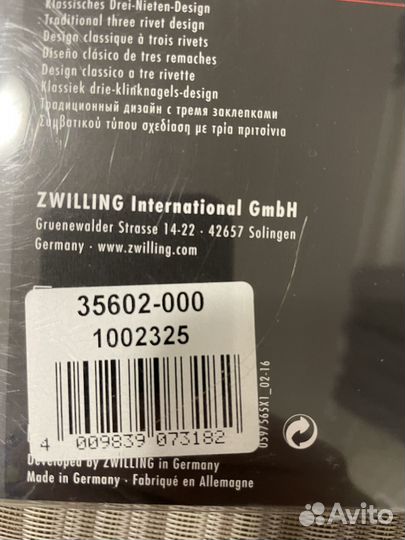 Klassisches Drei-Nieten-Design
Traditional three rivet design
Design classique à trois rivets
Diseño clásico de tres remaches
Design classico a tre rivette
Klassiek drie-klinknagels-design
Традиционный дизайн с тремя заклепками
Συμβατικού τύπου σχεδίαση με τρία πριτσίνια
ZWILLING International GmbH
Gruenewalder Strasse 14-22 · 42657 Solingen
Germany · www.zwilling.com
35602-000
1002325
4 009839 073182
US97565X1_02-16
Developed by ZWILLING in Germany
Made in Germany · Fabriqué en Allemagne
Avito